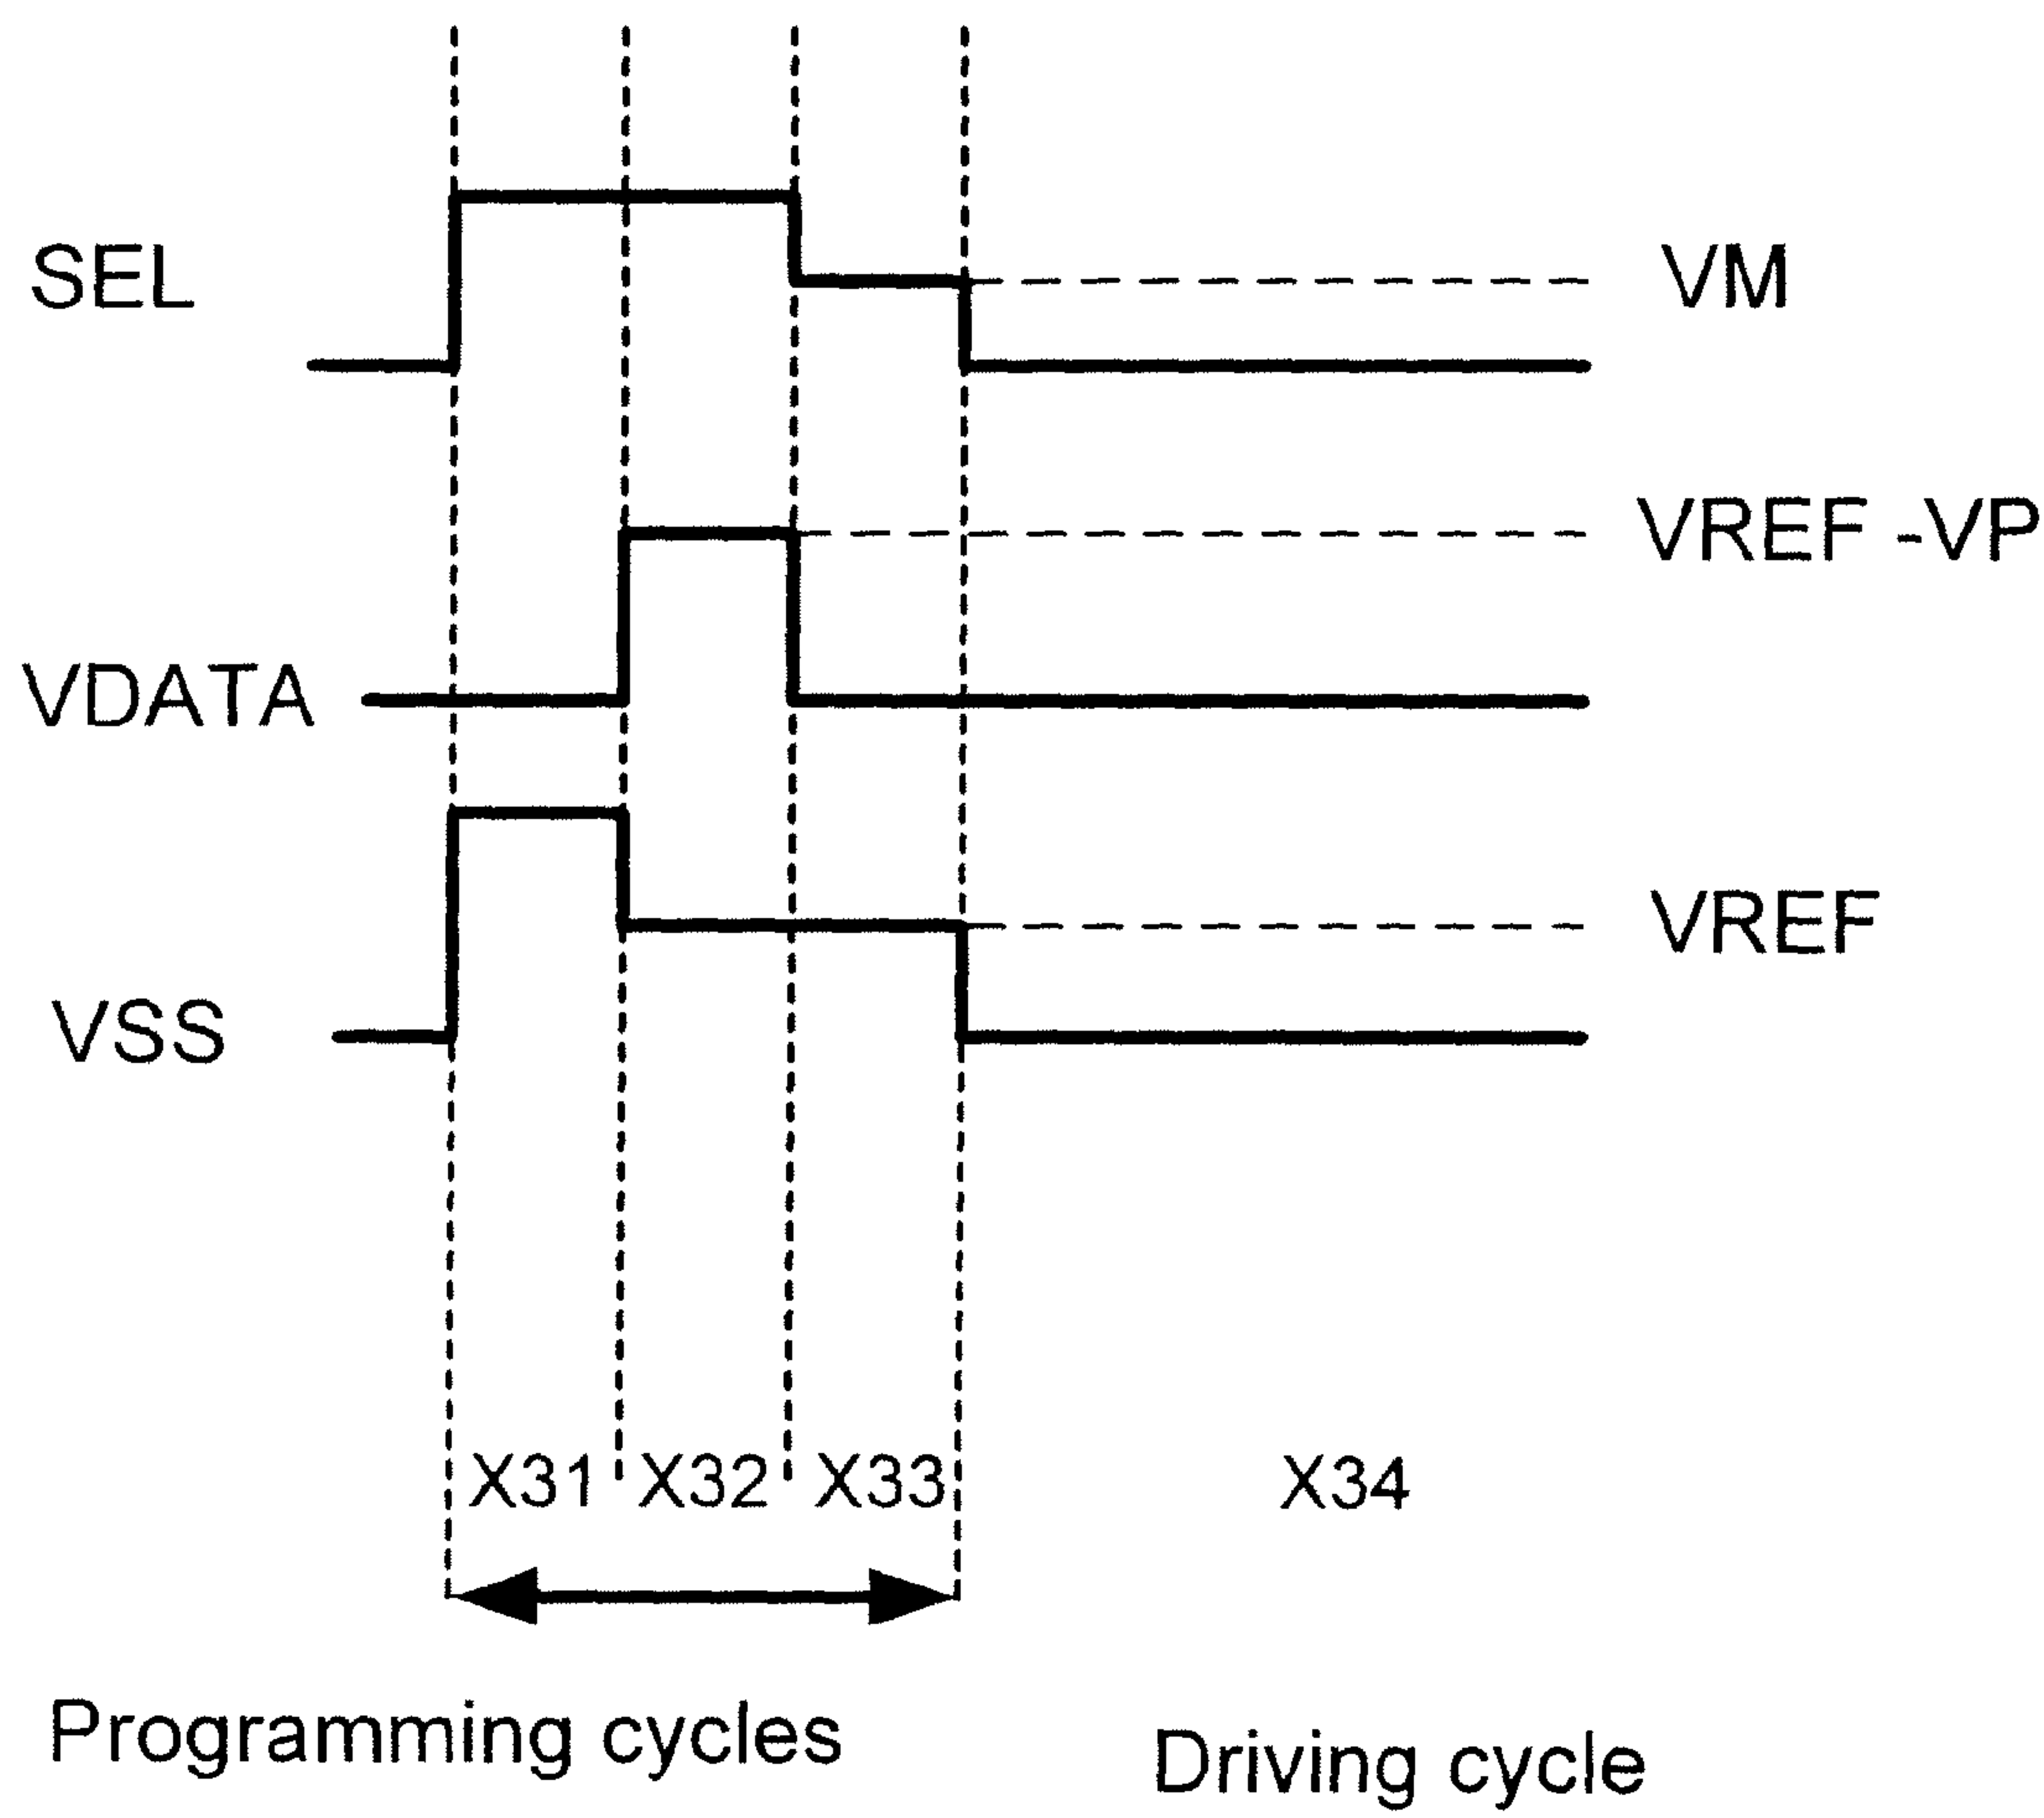 SEL
VM
VREF -VP
VDATA
VREF
VSS
X31 X32 X33 X34
Programming cycles
Driving cycle